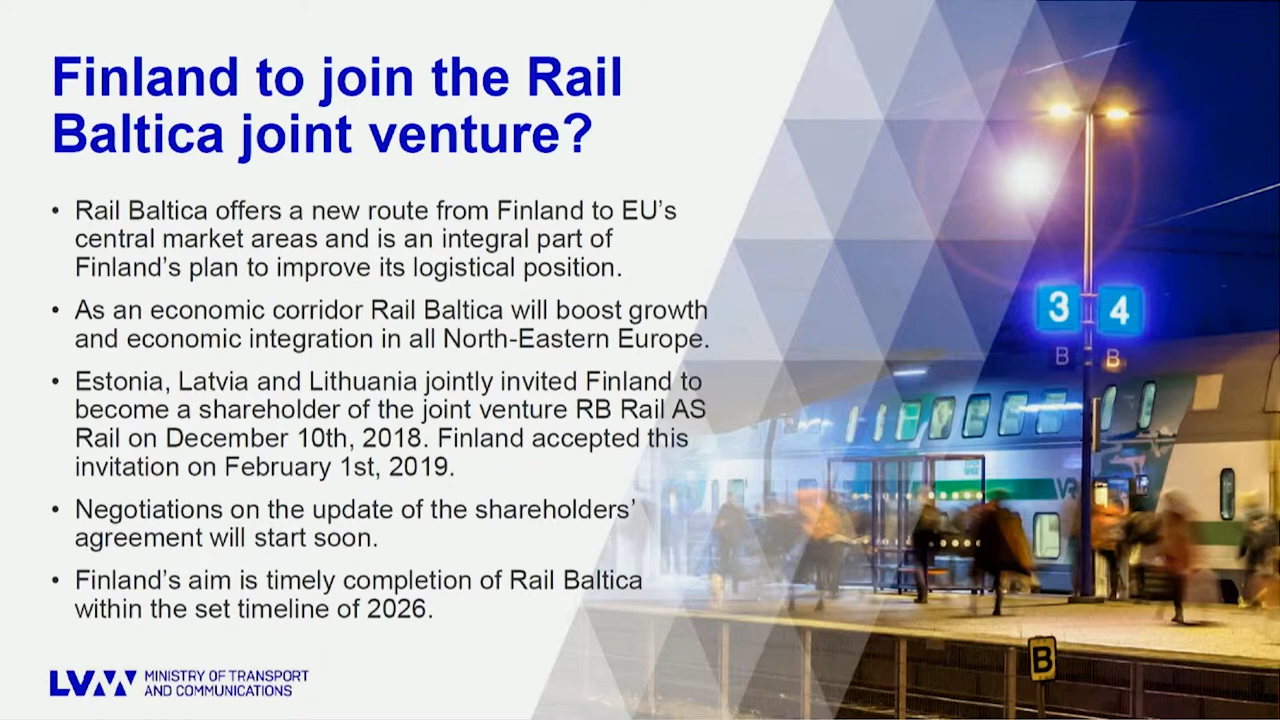 Finland to join the Rail
Baltica joint venture?
• Rail Baltica offers a new route from Finland to EU's
central market areas and is an integral part of
Finland's plan to improve its logistical position.
• As an economic corridor Rail Baltica will boost growth
and economic integration in all North-Eastern Europe.
• Estonia, Latvia and Lithuania jointly invited Finland to
become a shareholder of the joint venture RB Rail AS
Rail on December 10th, 2018. Finland accepted this
invitation on February 1st, 2019.
• Negotiations on the update of the shareholders'
agreement will start soon.
• Finland's aim is timely completion of Rail Baltica
within the set timeline of 2026.
LVM MINISTRY OF TRANSPORT
AND COMMUNICATIONS
3 4
B B
VR
B